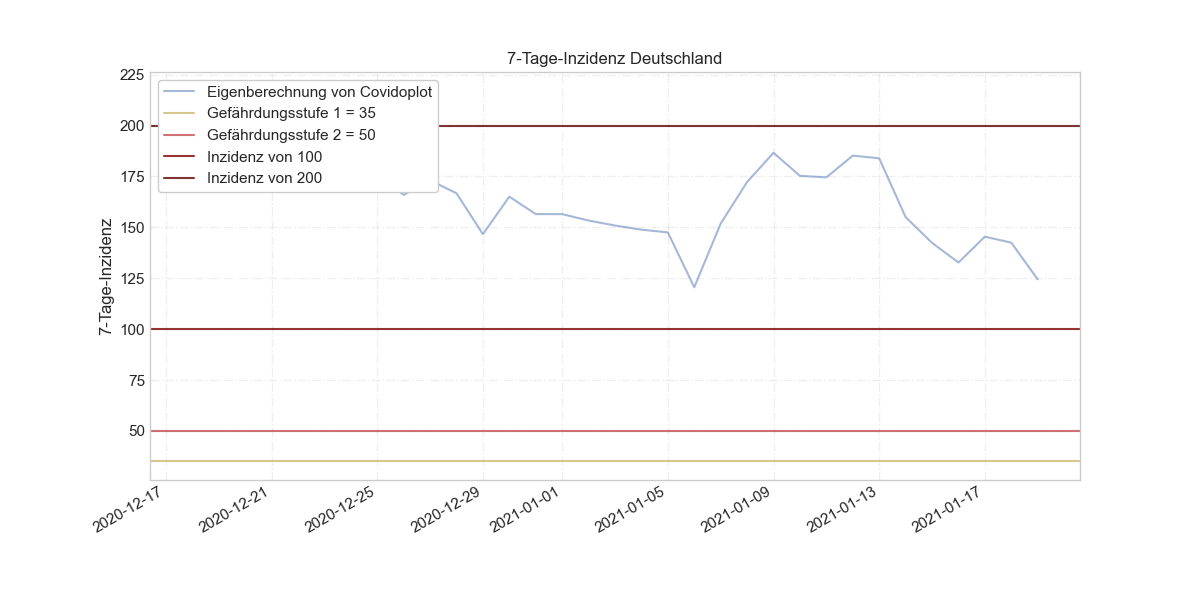 7-Tage-Inzidenz Deutschland
225
200
175
150
125
100
75
50
7-Tage-Inzidenz
Eigenberechnung von Covidoplot
Gefährdungsstufe 1 = 35
Gefährdungsstufe 2 = 50
Inzidenz von 100
Inzidenz von 200
2020-12-17
2020-12-21
2020-12-25
2020-12-29
2021-01-01
2021-01-05
2021-01-09
2021-01-13
2021-01-17